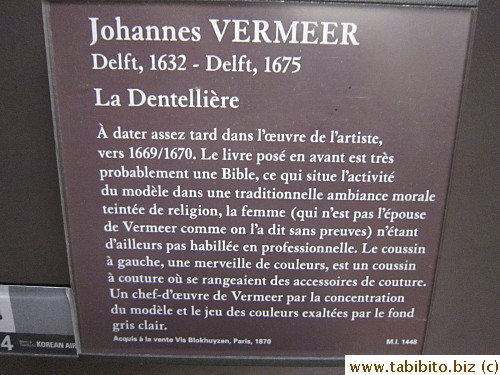 Johannes VERMEER
Delft, 1632 - Delft, 1675
La Dentellière
À dater assez tard dans l'œuvre de l'artiste,
vers 1669/1670. Le livre posé en avant est très
probablement une Bible, ce qui situe l'activité
du modèle dans une traditionnelle ambiance morale
teintée de religion, la femme (qui n'est pas l'épouse
de Vermeer comme on l'a dit sans preuves) n'étant
d'ailleurs pas habillée en professionnelle. Le coussin
à gauche, une merveille de couleurs, est un coussin
à couture où se rangeaient des accessoires de couture.
Un chef-d'œuvre de Vermeer par la concentration
du modèle et le jeu des couleurs exaltées par le fond
gris clair.
Acquis à la vente Vis Blokhuyzen, Paris, 1870
M.I. 1448
4
KOREAN AIR
www.tabibito.biz (c)